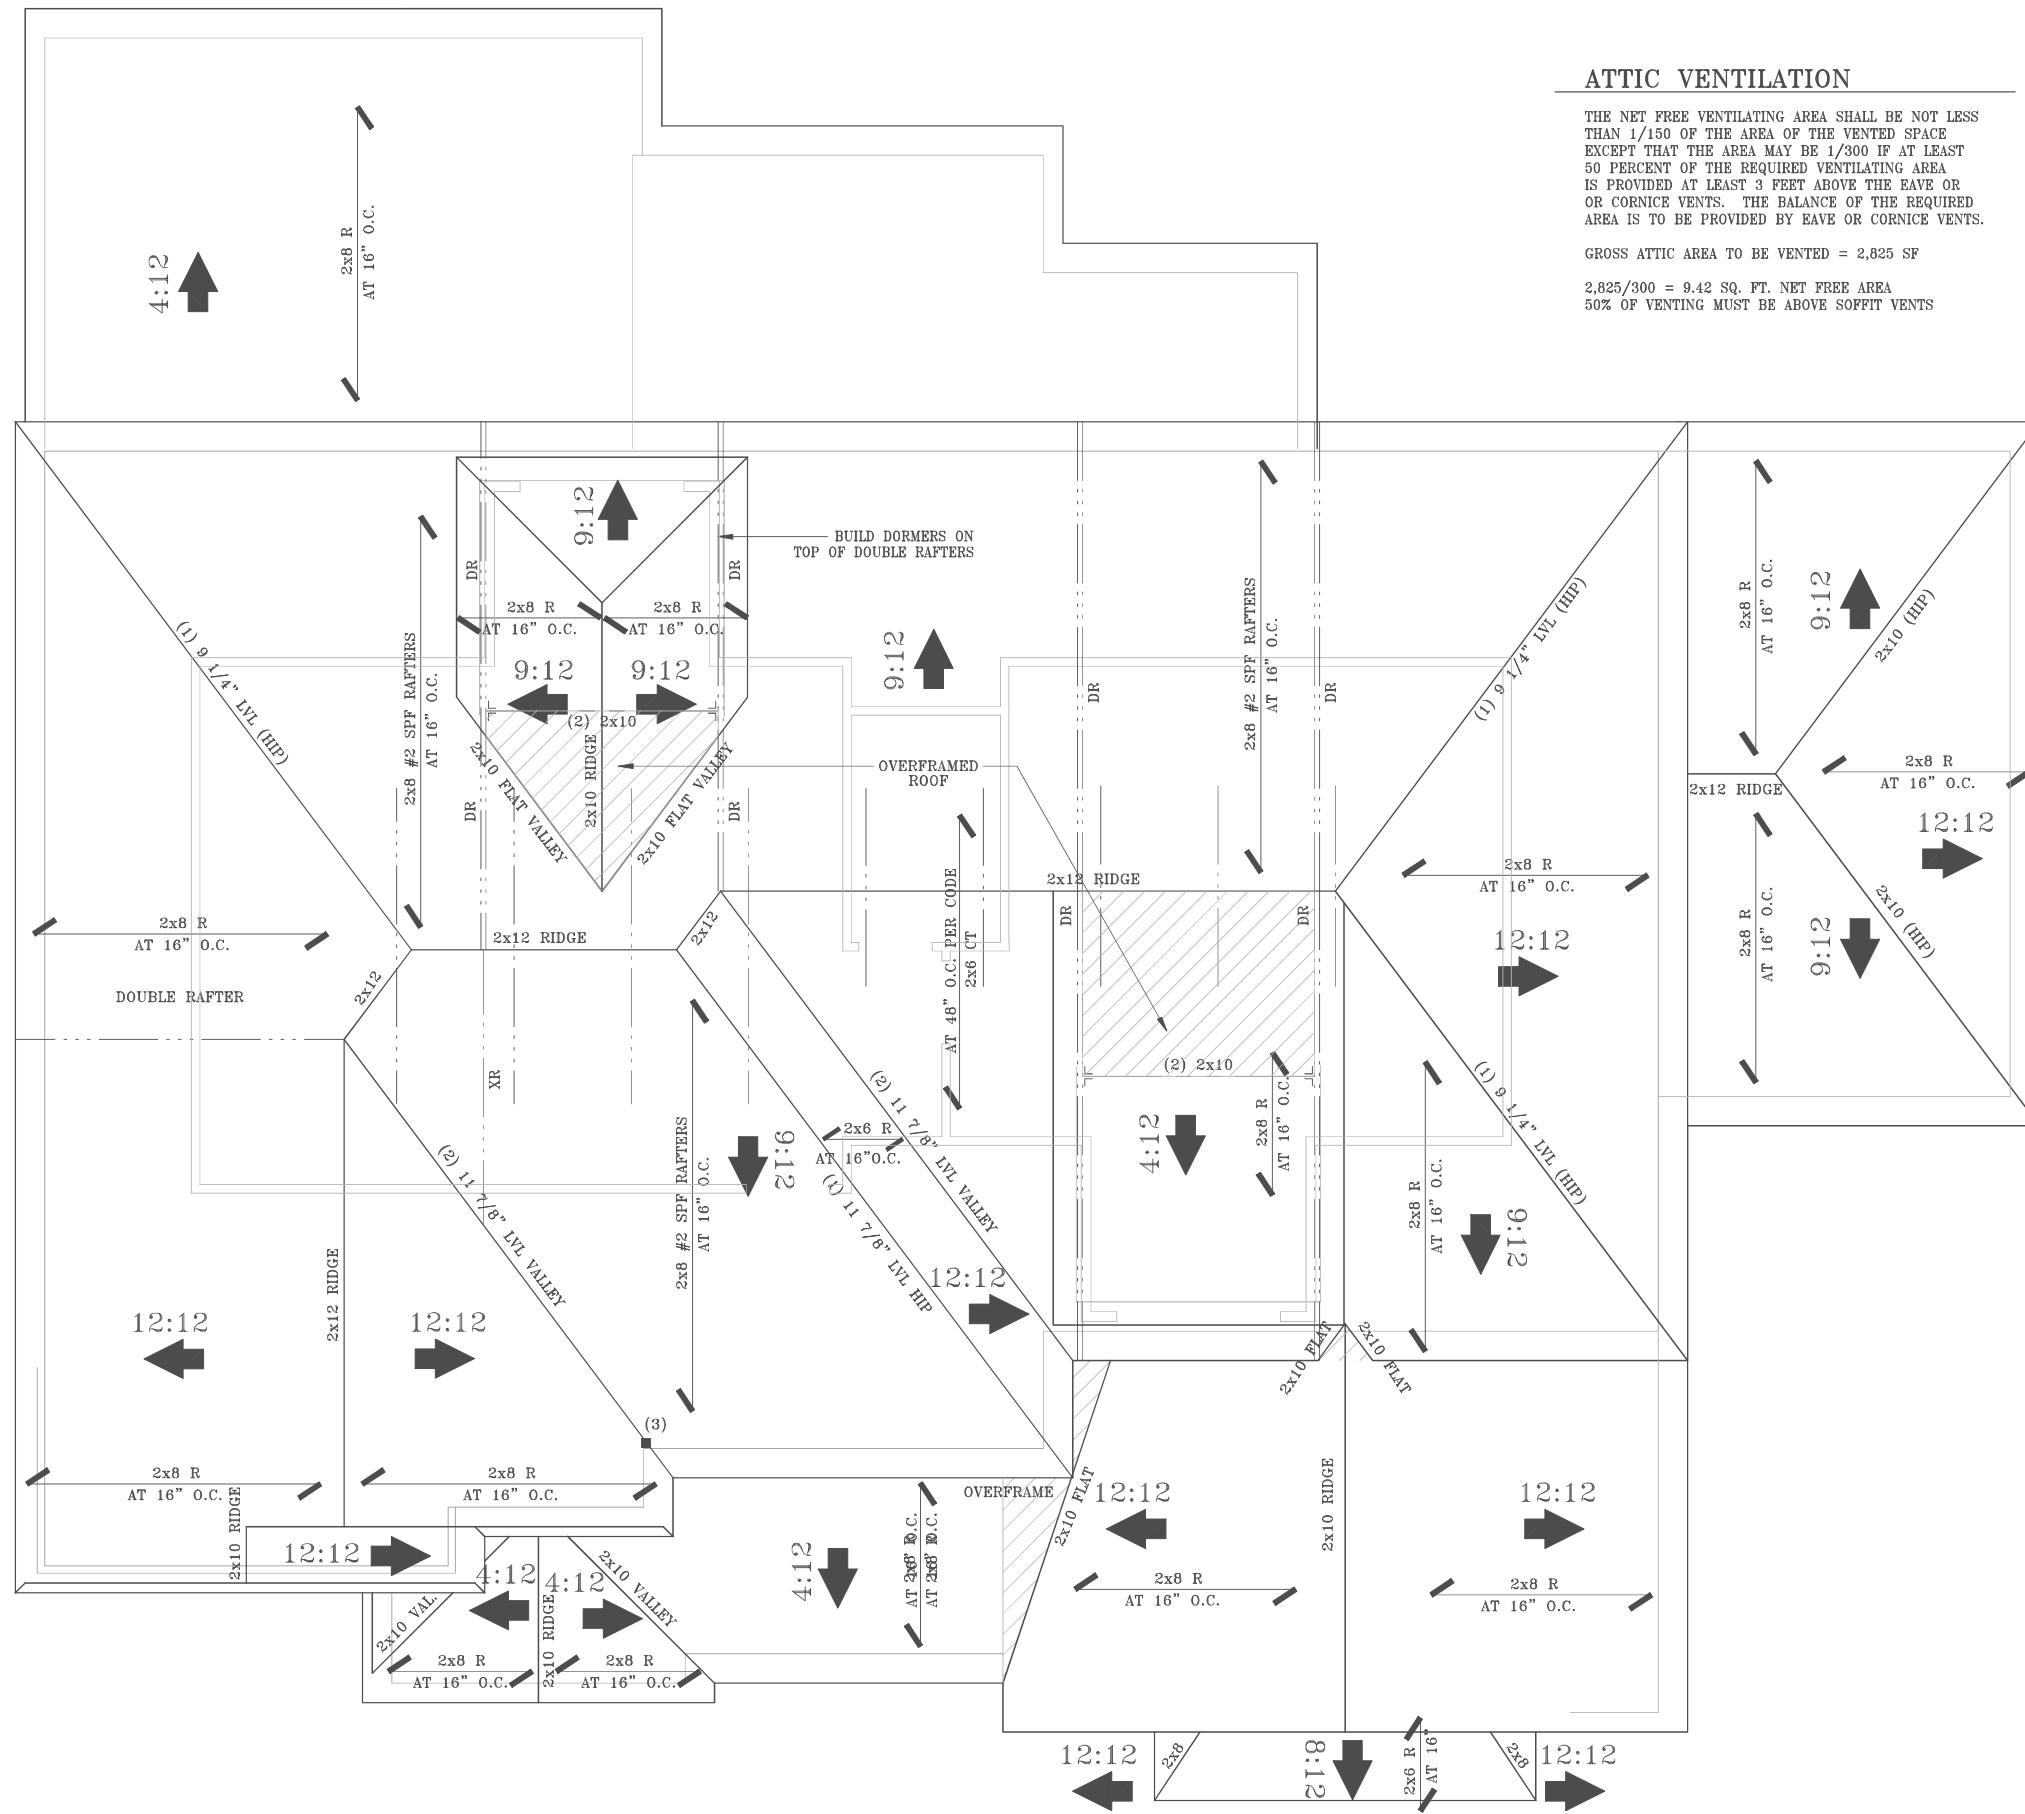 ATTIC VENTILATION
THE NET FREE VENTILATING AREA SHALL BE NOT LESS
THAN 1/150 OF THE AREA OF THE VENTED SPACE
EXCEPT THAT THE AREA MAY BE 1/300 IF AT LEAST
50 PERCENT OF THE REQUIRED VENTILATING AREA
IS PROVIDED AT LEAST 3 FEET ABOVE THE EAVE OR
OR CORNICE VENTS.  THE BALANCE OF THE REQUIRED
AREA IS TO BE PROVIDED BY EAVE OR CORNICE VENTS.
GROSS ATTIC AREA TO BE VENTED = 2,825 SF
2,825/300 = 9.42 SQ. FT. NET FREE AREA
50% OF VENTING MUST BE ABOVE SOFFIT VENTS
4:12
2x8 R
AT 16" O.C.
9:12
BUILD DORMERS ON
TOP OF DOUBLE RAFTERS
DR
DR
2x8 R
AT 16" O.C.
2x8 R
AT 16" O.C.
9:12
9:12
(2) 2x10
2x10 RIDGE
2x10 FLAT VALLEY
2x10 FLAT VALLEY
DR
DR
(1) 9 1/4" LVL (HIP)
2x8 #2 SPF RAFTERS
AT 16" O.C.
9:12
OVERFRAMED
ROOF
DR
DR
2x8 #2 SPF RAFTERS
AT 16" O.C.
(1) 9 1/4" LVL (HIP)
2x8 R
AT 16" O.C.
9:12
2x10 (HIP)
2x12 RIDGE
2x8 R
AT 16" O.C.
12:12
2x8 R
AT 16" O.C.
9:12
2x10 (HIP)
2x12 RIDGE
2x8 R
AT 16" O.C.
12:12
DR
DR
2x8 R
AT 16" O.C.
2x12 RIDGE
2x12
2x12
DOUBLE RAFTER
AT 48" O.C. PER CODE
2x6 CT
XR
(2) 2x10
4:12
2x8 R
AT 16" O.C.
2x8 R
AT 16" O.C.
9:12
(1) 9 1/4" LVL (HIP)
(2) 11 7/8" LVL VALLEY
2x8 #2 SPF RAFTERS
AT 16" O.C.
9:12
2x6 R
AT 16"O.C.
(1) 11 7/8" LVL HIP
(2) 11 7/8" LVL VALLEY
12:12
2x12 RIDGE
12:12
12:12
2x10 FLAT
2x10 FLAT
(3)
2x8 R
AT 16" O.C.
2x8 R
AT 16" O.C.
2x10 RIDGE
12:12
OVERFRAME
2x10 FLAT
12:12
2x10 RIDGE
12:12
4:12
4:12
2x10 VALLEY
2x10 VAL.
2x10 RIDGE
2x8 R
AT 16" O.C.
2x8 R
AT 16" O.C.
4:12
2x8 R
AT 16" O.C.
2x8 R
AT 16" O.C.
12:12
2x8
8:12
2x6 R
AT 16"
2x8
12:12